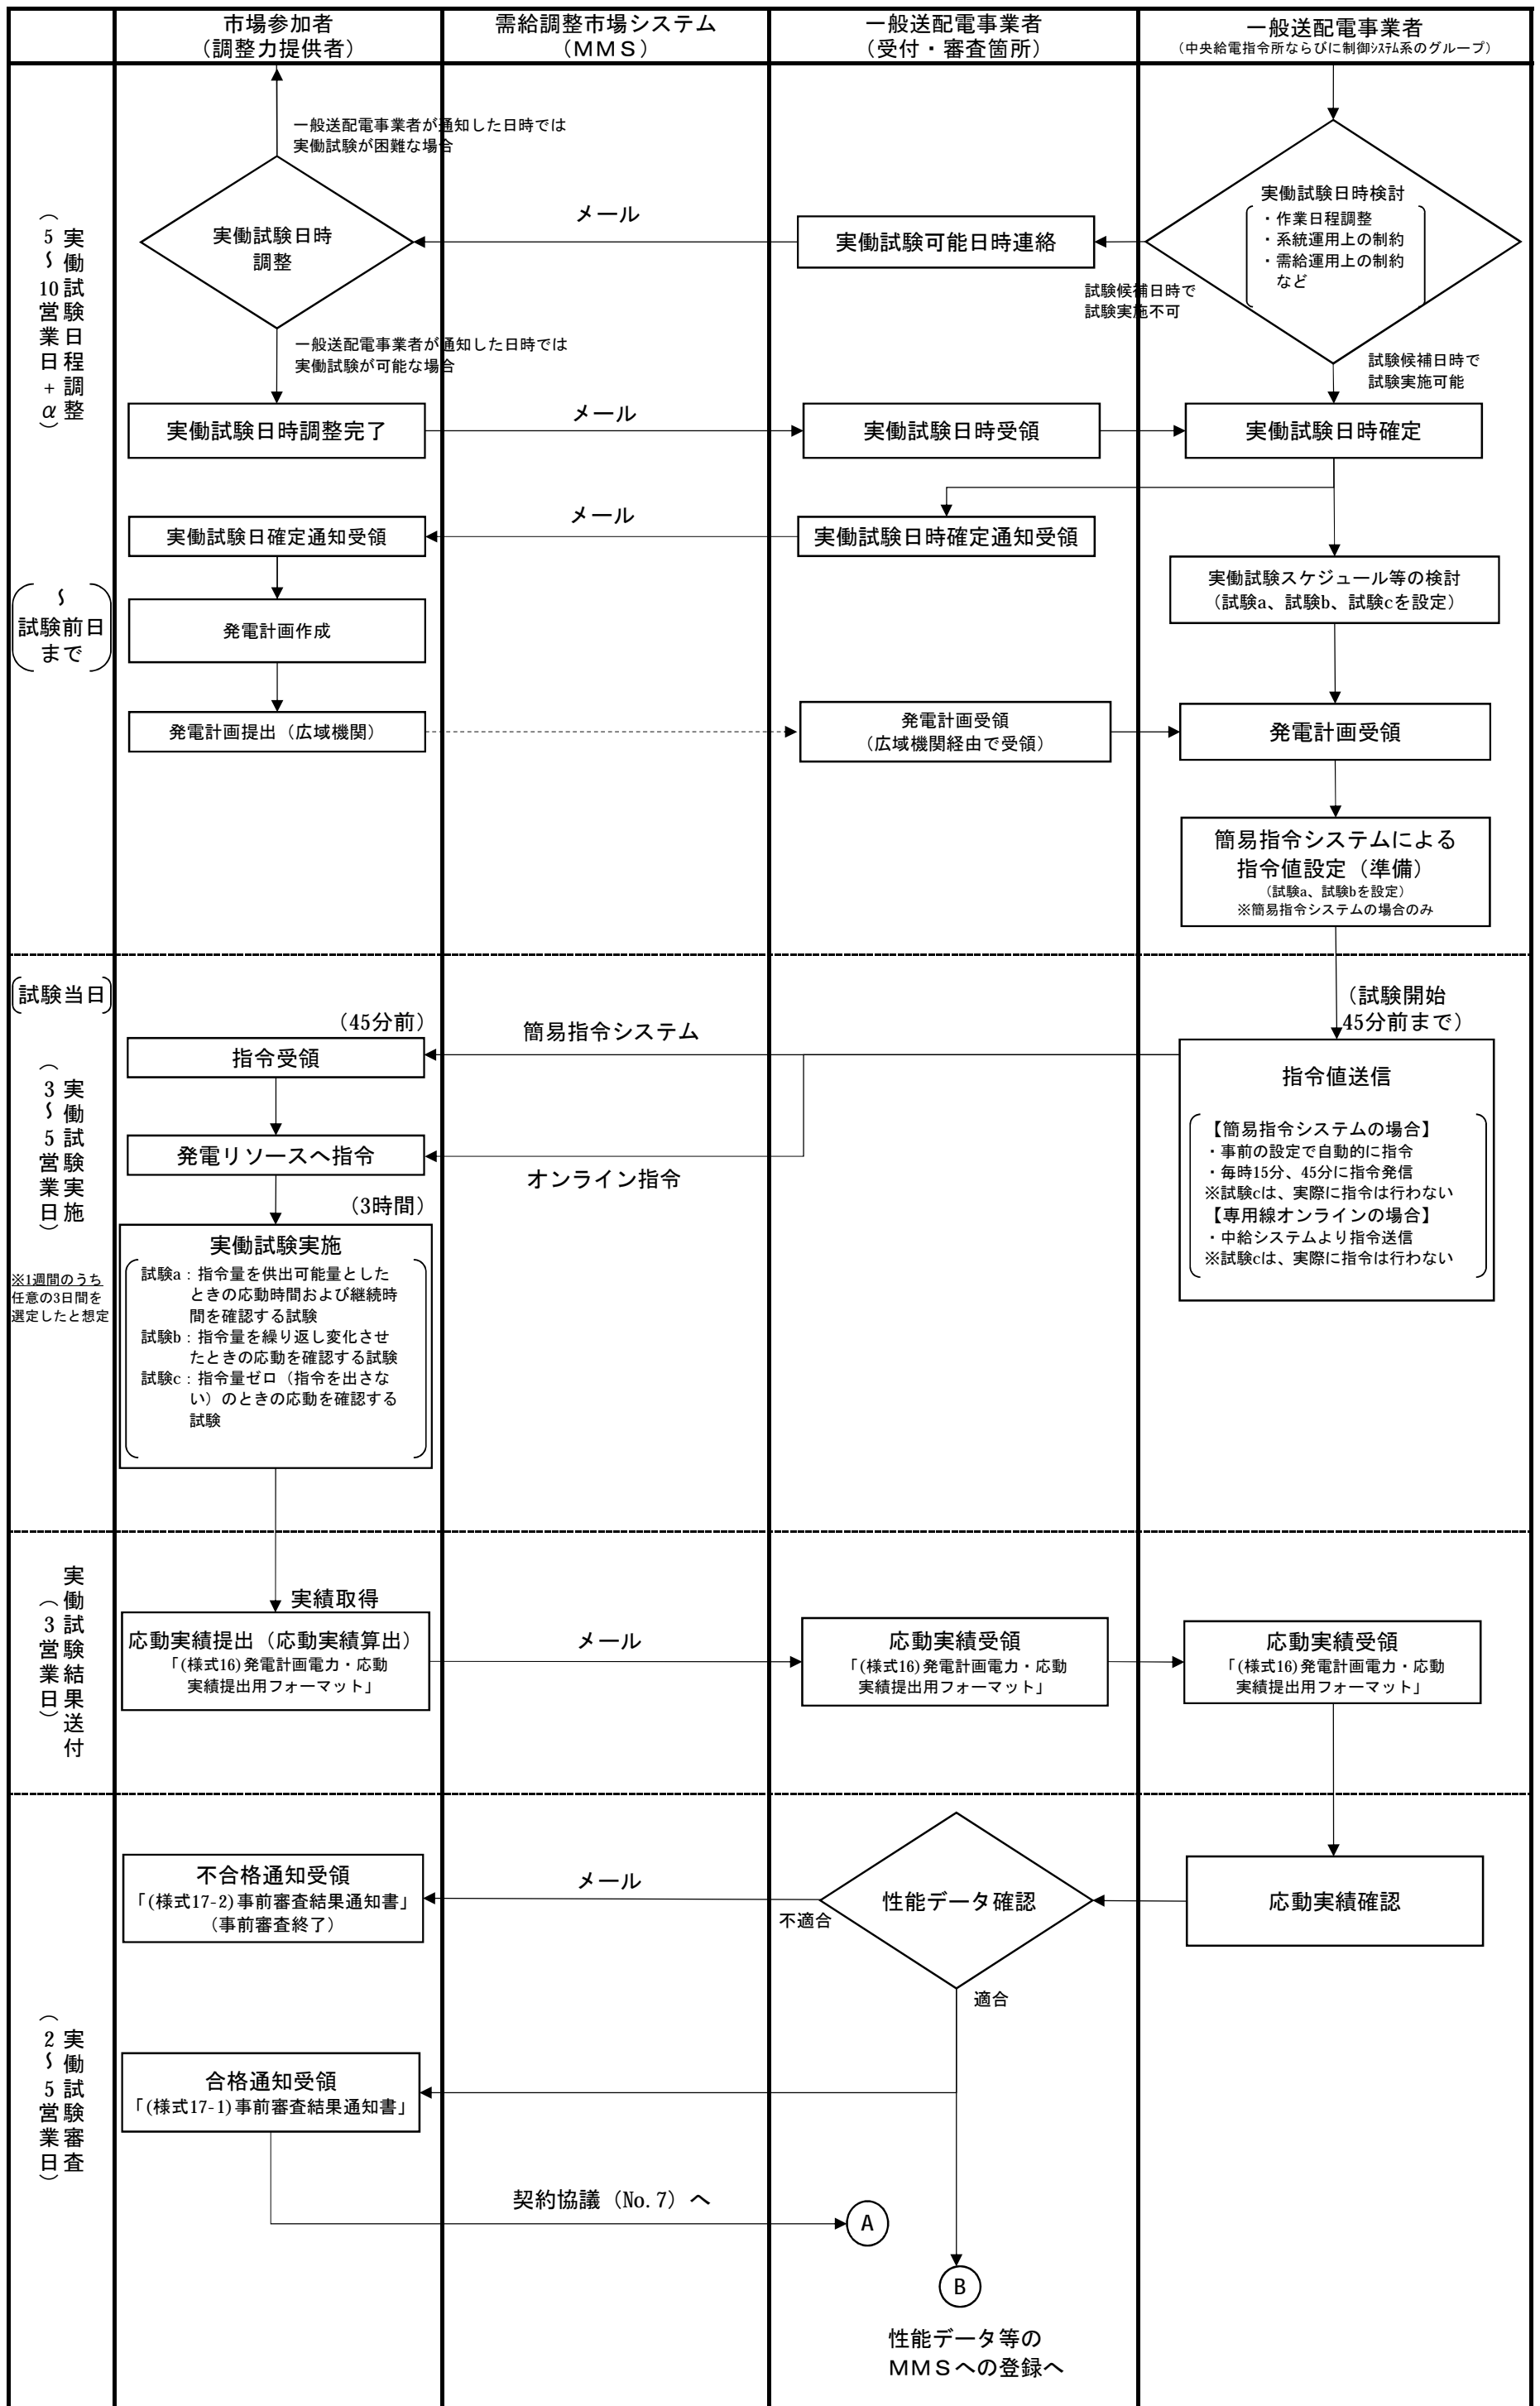 市場参加者
（調整力提供者）
需給調整市場システム
（ＭＭＳ）
一般送配電事業者
（受付・審査箇所）
一般送配電事業者
（中央給電指令所ならびに制御ｼｽﾃﾑ系のグループ）
実働試験日程調整
（5～10営業日＋α）
一般送配電事業者が通知した日時では
実働試験が困難な場合
実働試験日時
調整
メール
実働試験可能日時連絡
実働試験日時検討
・作業日程調整
・系統運用上の制約
・需給運用上の制約
など
試験候補日時で
試験実施不可
一般送配電事業者が通知した日時では
実働試験が可能な場合
試験候補日時で
試験実施可能
実働試験日時調整完了
メール
実働試験日時受領
実働試験日時確定
実働試験日確定通知受領
メール
実働試験日時確定通知受領
実働試験スケジュール等の検討
（試験a、試験b、試験cを設定）
～
試験前日
まで
発電計画作成
発電計画提出（広域機関）
発電計画受領
（広域機関経由で受領）
発電計画受領
簡易指令システムによる
指令値設定（準備）
（試験a、試験bを設定）
※簡易指令システムの場合のみ
試験当日
（試験開始
45分前まで）
（45分前）
簡易指令システム
指令受領
実働試験実施
（3～5営業日）
※1週間のうち
任意の3日間を
選定したと想定
発電リソースへ指令
オンライン指令
指令値送信
【簡易指令システムの場合】
・事前の設定で自動的に指令
・毎時15分、45分に指令発信
※試験cは、実際に指令は行わない
【専用線オンラインの場合】
・中給システムより指令送信
※試験cは、実際に指令は行わない
（3時間）
実働試験実施
試験a：指令量を供出可能量とした
ときの応動時間および継続時
間を確認する試験
試験b：指令量を繰り返し変化させ
たときの応動を確認する試験
試験c：指令量ゼロ（指令を出さな
い）のときの応動を確認する
試験
実働試験結果送付
（3営業日）
実績取得
応動実績提出（応動実績算出）
「(様式16)発電計画電力・応動
実績提出用フォーマット」
メール
応動実績受領
「(様式16)発電計画電力・応動
実績提出用フォーマット」
応動実績受領
「(様式16)発電計画電力・応動
実績提出用フォーマット」
実働試験審査
（2～5営業日）
不合格通知受領
「(様式17-2)事前審査結果通知書」
（事前審査終了）
メール
不適合
性能データ確認
応動実績確認
適合
合格通知受領
「(様式17-1)事前審査結果通知書」
契約協議（No.7）へ
A
B
性能データ等の
ＭＭＳへの登録へ